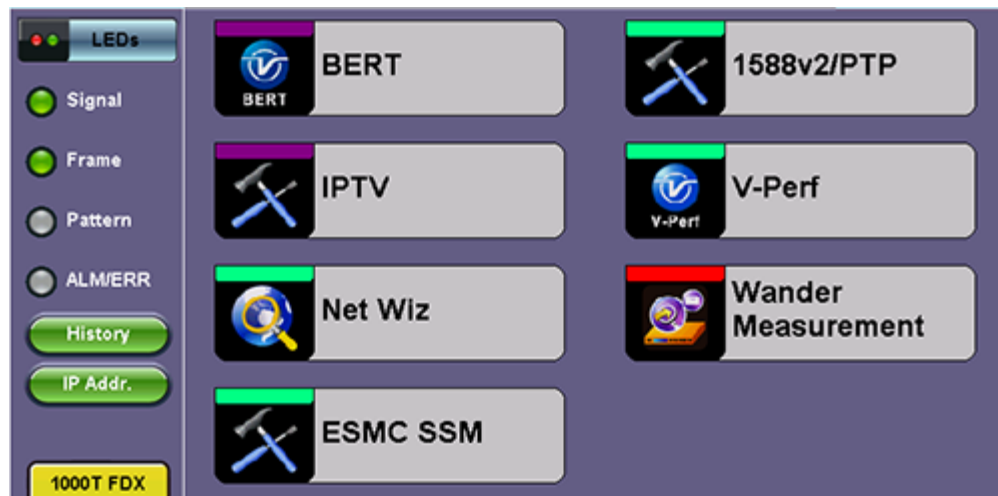 LEDs
Signal
Frame
Pattern
ALM/ERR
History
IP Addr.
1000T FDX
BERT
BERT
1588v2/PTP
IPTV
V-Perf
V-Perf
Net Wiz
Wander
Measurement
ESMC SSM